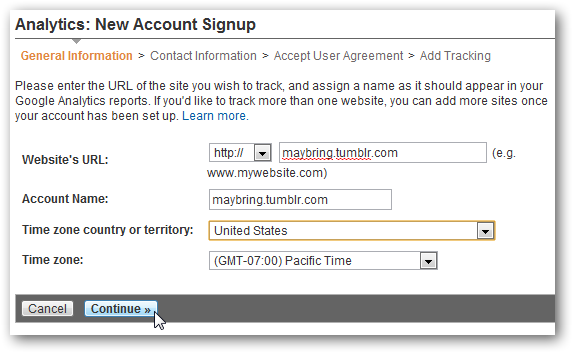 Analytics: New Account Signup
General Information > Contact Information > Accept User Agreement > Add Tracking
Please enter the URL of the site you wish to track, and assign a name as it should appear in your
Google Analytics reports. If you'd like to track more than one website, you can add more sites once
your account has been set up. Learn more.
Website's URL: http:// maybring.tumblr.com (e.g.
www.mywebsite.com)
Account Name: maybring.tumblr.com
Time zone country or territory: United States
Time zone: (GMT-07:00) Pacific Time
Cancel Continue »